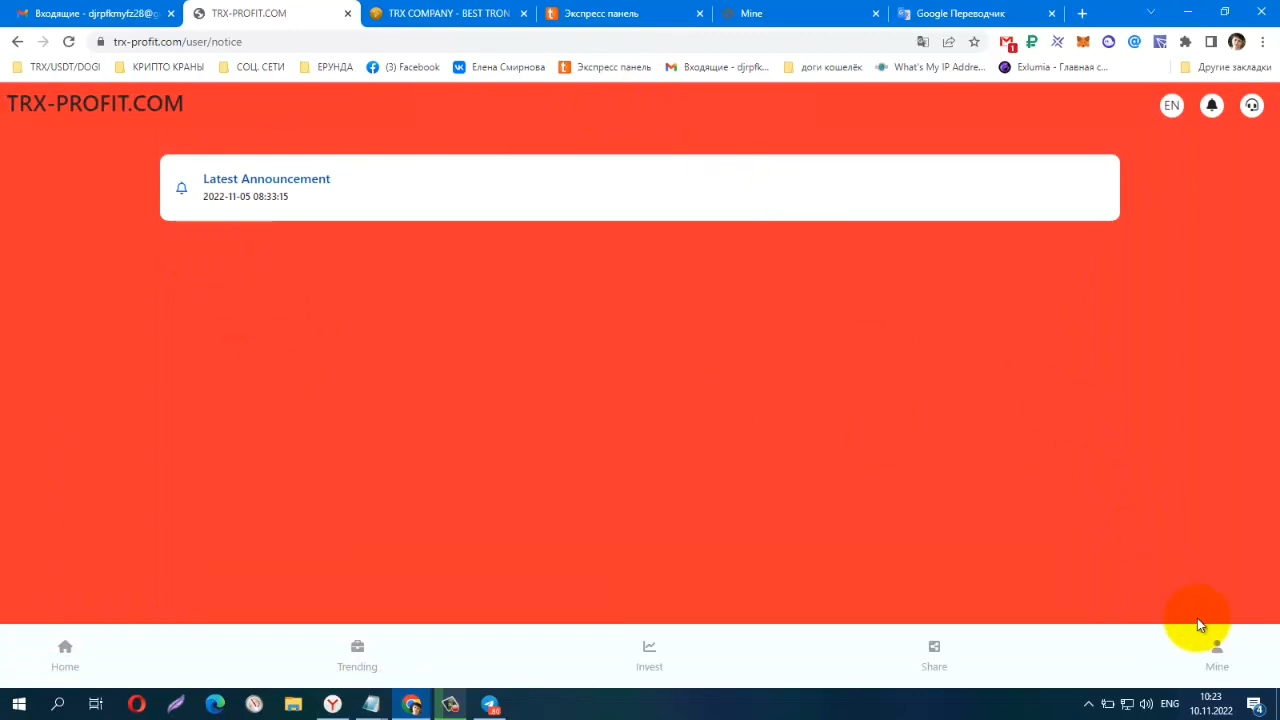 Входящие - djrpfkmyfz28@g
TRX-PROFIT.COM
TRX COMPANY - BEST TRON
Экспресс панель
Mine
Google Переводчик
trx-profit.com/user/notice
1
TRX/USDT/DOGI
КРИПТО КРАНЫ
СОЦ. СЕТИ
ЕРУНДА
(3) Facebook
Елена Смирнова
Экспресс панель
Входящие - djrpfk...
доги кошелёк
What's My IP Addre...
Exlumia - Главная с...
Другие закладки
TRX-PROFIT.COM
EN
Latest Announcement
2022-11-05 08:33:15
Home
Trending
Invest
Share
Mine
ENG
10:23
10.11.2022
4